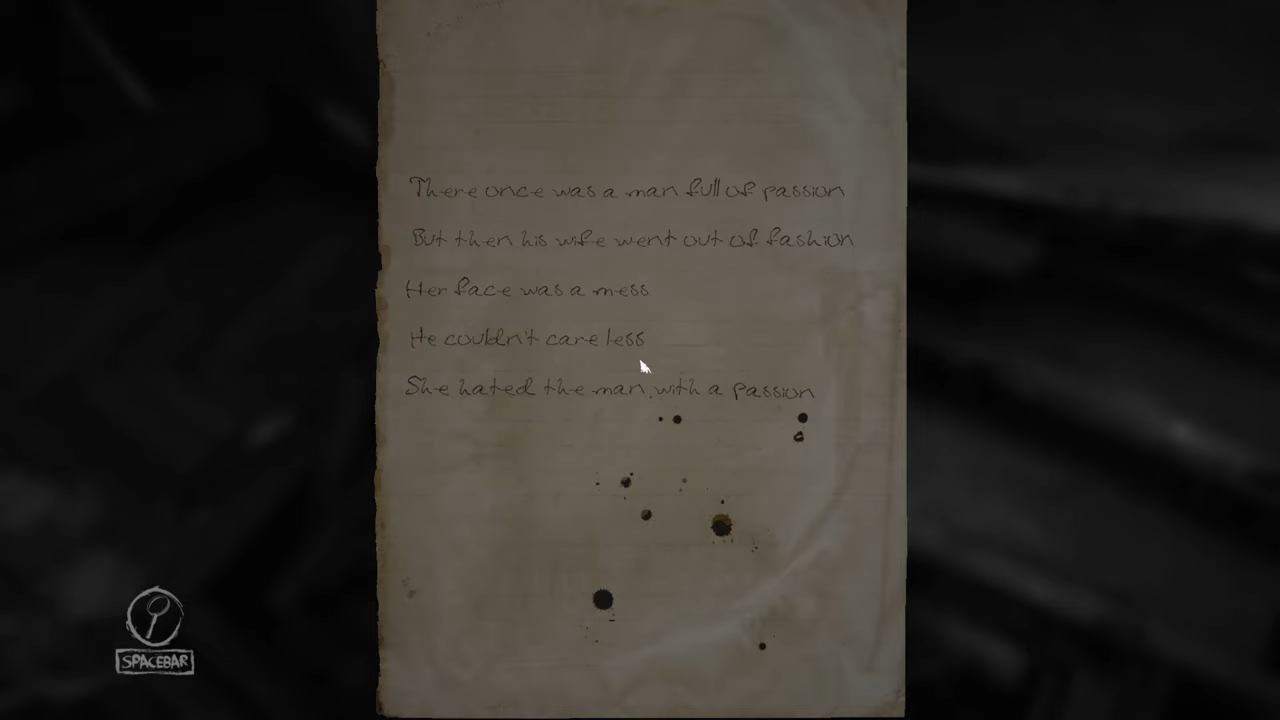 There once was a man full of passion
But then his wife went out of fashion
Her face was a mess
He couldn't care less
She hated the man with a passion
SPACEBAR